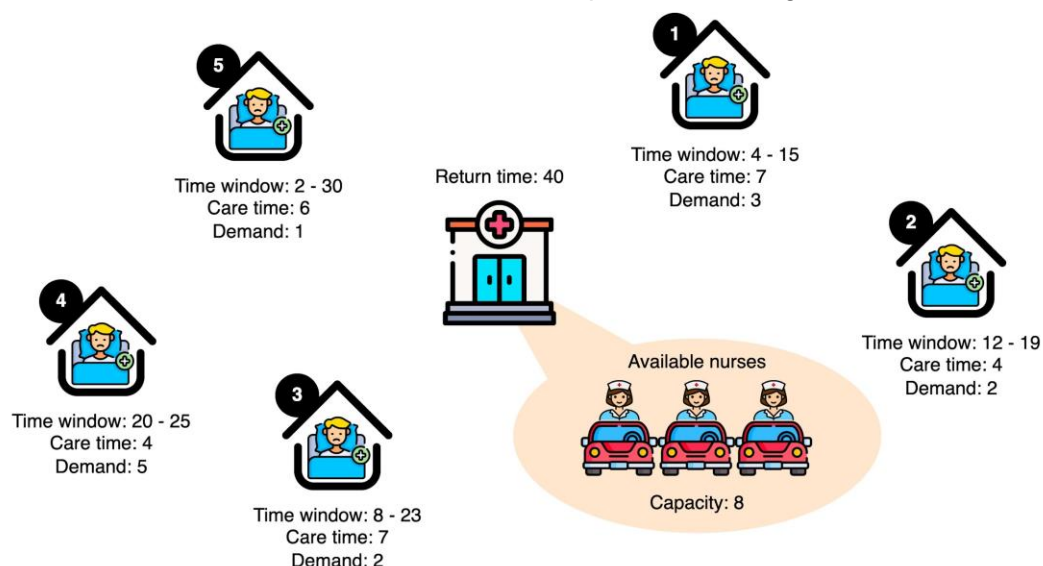 1
Time window: 4 - 15
Care time: 7
Demand: 3
5
Time window: 2 - 30
Care time: 6
Demand: 1
Return time: 40
2
Time window: 12 - 19
Care time: 4
Demand: 2
4
Time window: 20 - 25
Care time: 4
Demand: 5
3
Time window: 8 - 23
Care time: 7
Demand: 2
Available nurses
Capacity: 8